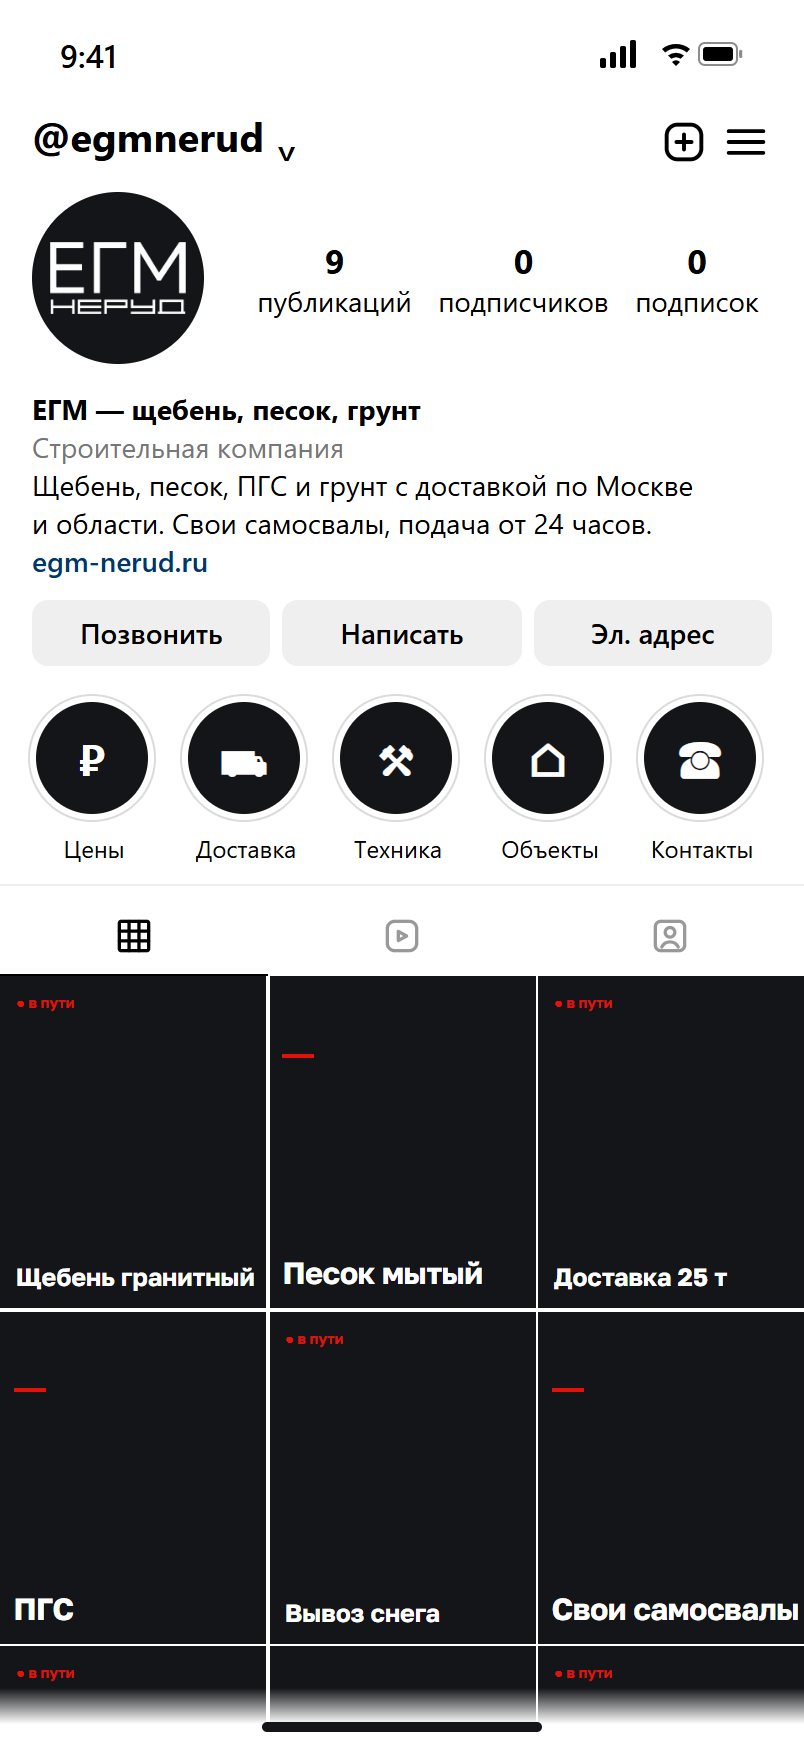 9:41
@egmnerud
ЕГМ
НЕРУД
9 0 0
публикаций подписчиков подписок
ЕГМ — щебень, песок, грунт
Строительная компания
Щебень, песок, ПГС и грунт с доставкой по Москве
и области. Свои самосвалы, подача от 24 часов.
egm-nerud.ru
Позвонить Написать Эл. адрес
₽
Цены Доставка Техника Объекты Контакты
• в пути • в пути
Щебень гранитный Песок мытый Доставка 25 т
• в пути
ПГС Вывоз снега Свои самосвалы
• в пути • в пути